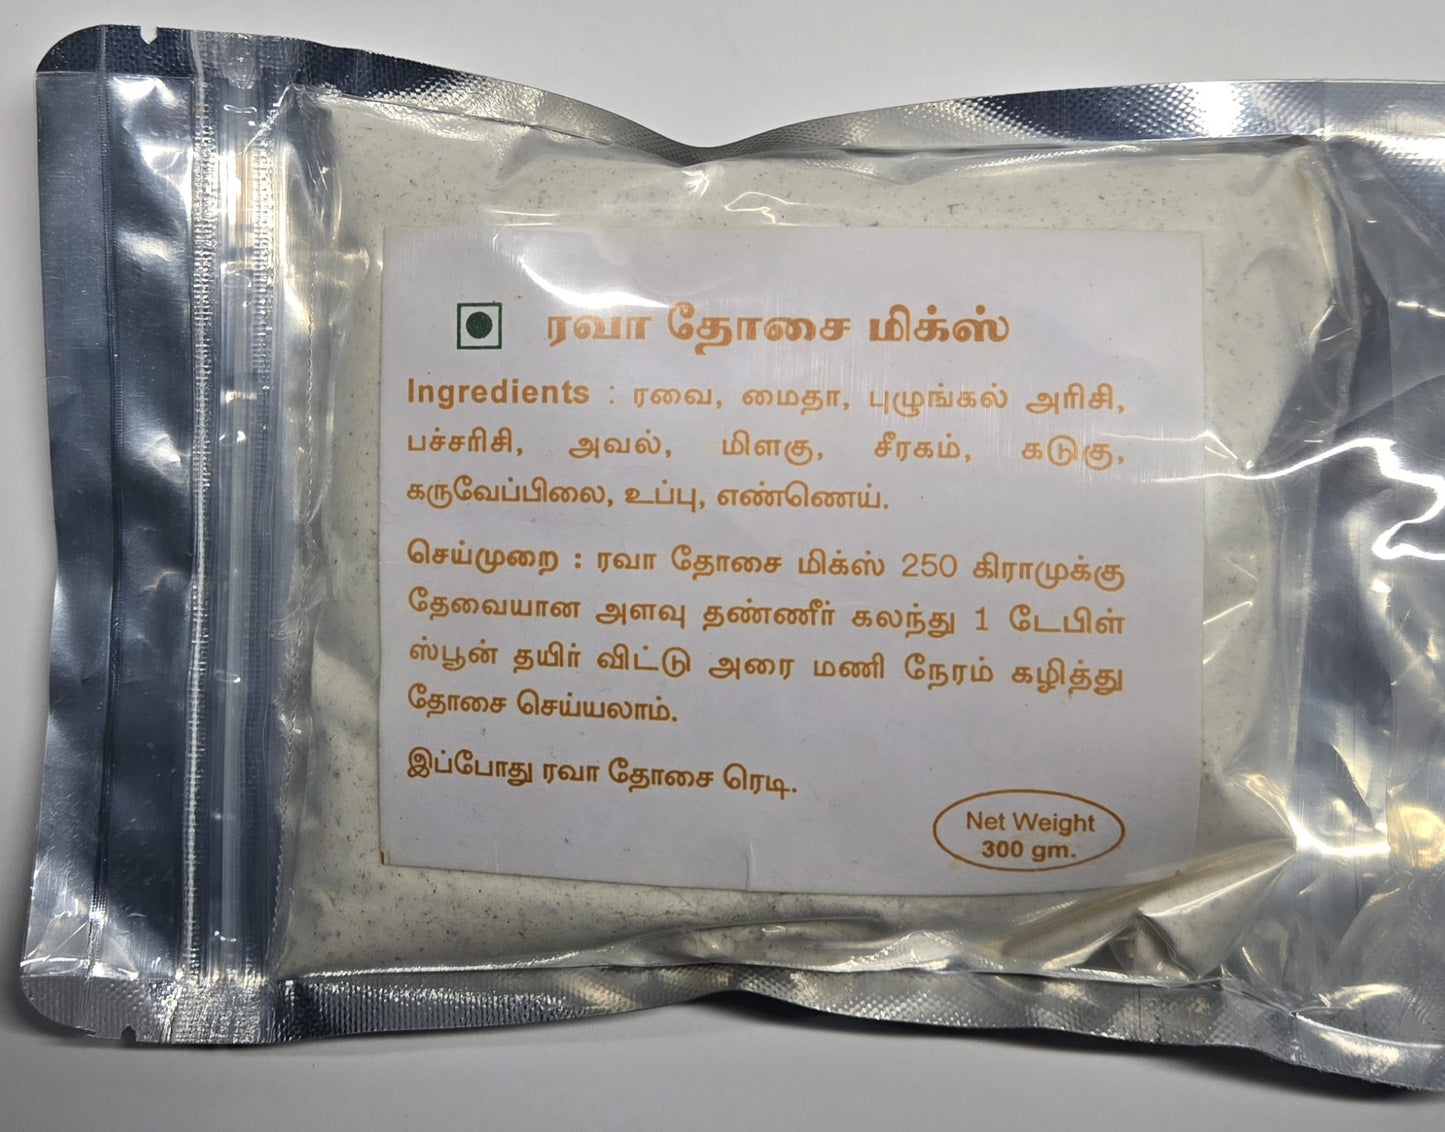 ரவா தோசை மிக்ஸ்
Ingredients : ரவை, மைதா, புழுங்கல் அரிசி,
பச்சரிசி, அவல், மிளகு, சீரகம், கடுகு,
கருவேப்பிலை, உப்பு, எண்ணெய்.
செய்முறை : ரவா தோசை மிக்ஸ் 250 கிராமுக்கு
தேவையான அளவு தண்ணீர் கலந்து 1 டேபிள்
ஸ்பூன் தயிர் விட்டு அரை மணி நேரம் கழித்து
தோசை செய்யலாம்.
இப்போது ரவா தோசை ரெடி.
Net Weight
300 gm.